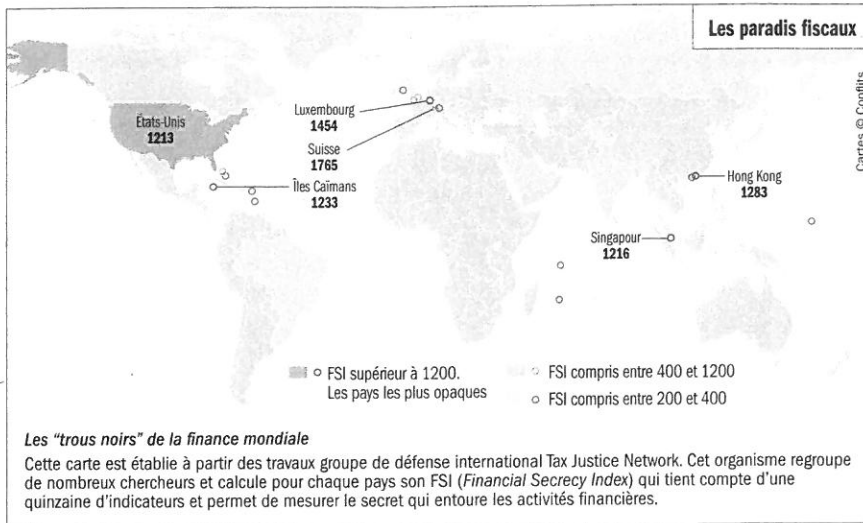 Les paradis fiscaux
Cartes © Conflits
États-Unis
1213
Luxembourg
1454
Suisse
1765
Îles Caïmans
1233
Hong Kong
1283
Singapour
1216
FSI supérieur à 1200.
Les pays les plus opaques
FSI compris entre 400 et 1200
FSI compris entre 200 et 400
Les "trous noirs" de la finance mondiale
Cette carte est établie à partir des travaux groupe de défense international Tax Justice Network. Cet organisme regroupe
de nombreux chercheurs et calcule pour chaque pays son FSI (Financial Secrecy Index) qui tient compte d'une
quinzaine d'indicateurs et permet de mesurer le secret qui entoure les activités financières.